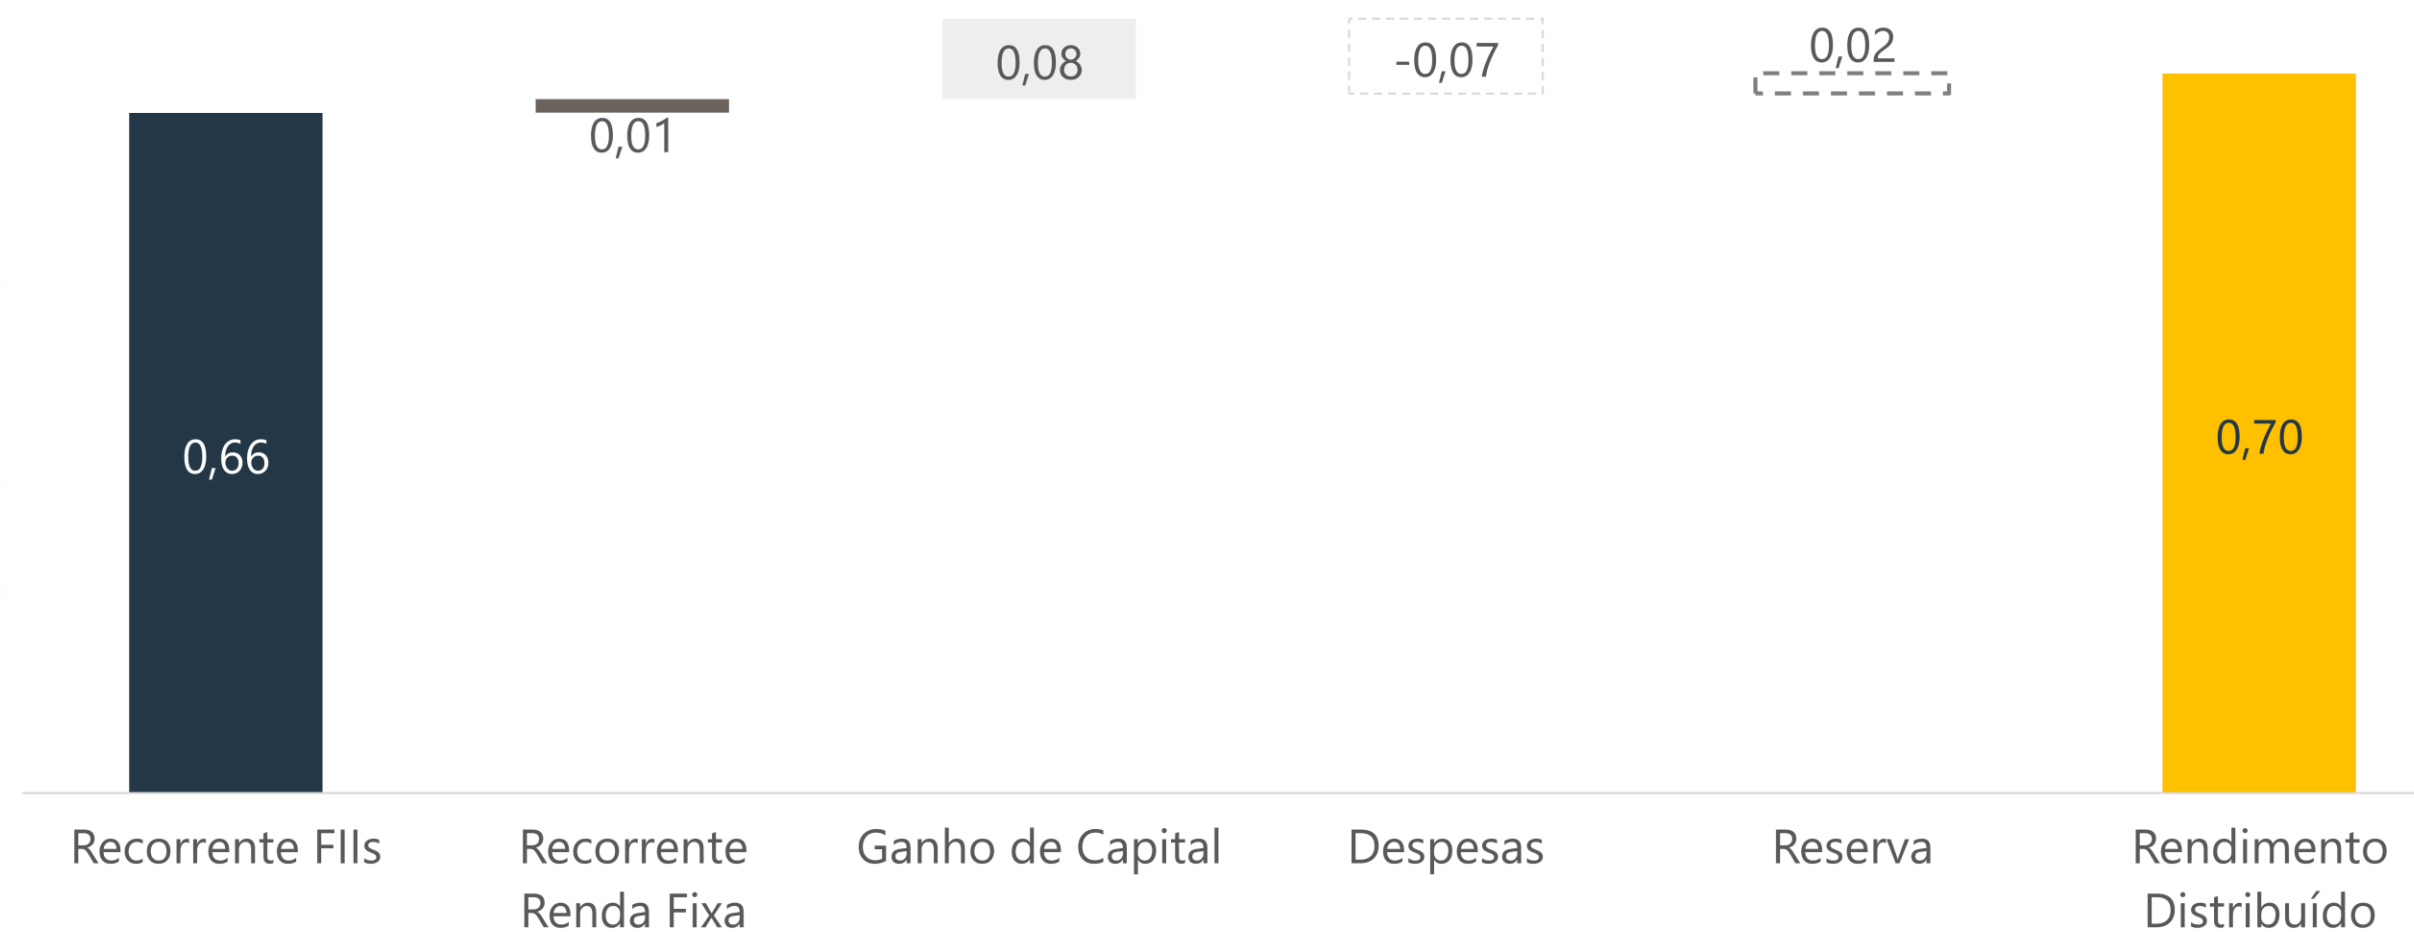 0,66
0,01
0,08
-0,07
0,02
0,70
Recorrente FIIs
Recorrente
Renda Fixa
Ganho de Capital
Despesas
Reserva
Rendimento
Distribuído